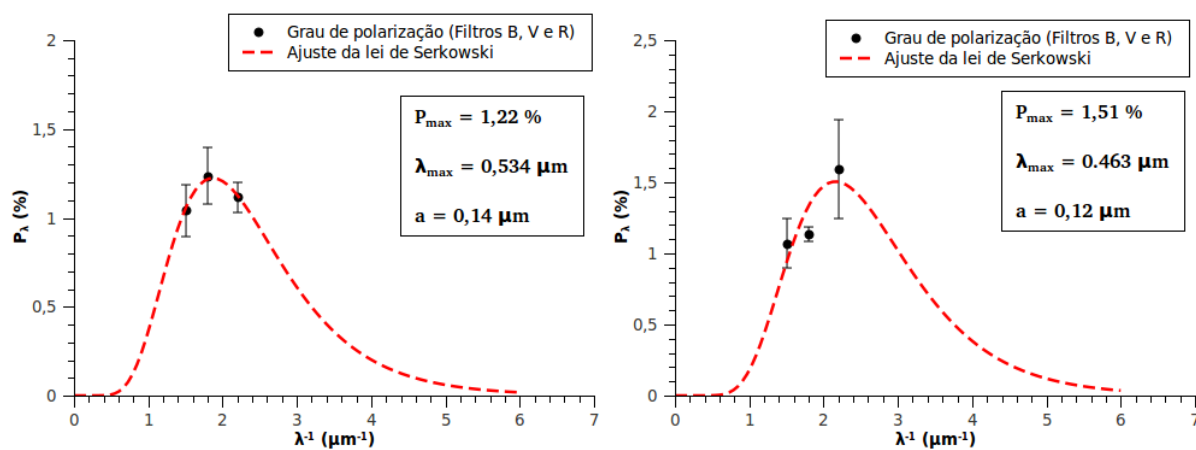 Grau de polarização (Filtros B, V e R)
Ajuste da lei de Serkowski
Pmax = 1,22 %
λmax = 0,534 μm
a = 0,14 μm
2
1,5
1
0,5
0
Pλ (%)
0 1 2 3 4 5 6 7
λ-1 (μm-1)
Grau de polarização (Filtros B, V e R)
Ajuste da lei de Serkowski
Pmax = 1,51 %
λmax = 0.463 μm
a = 0,12 μm
2,5
2
1,5
1
0,5
0
Pλ (%)
0 1 2 3 4 5 6 7
λ-1 (μm-1)